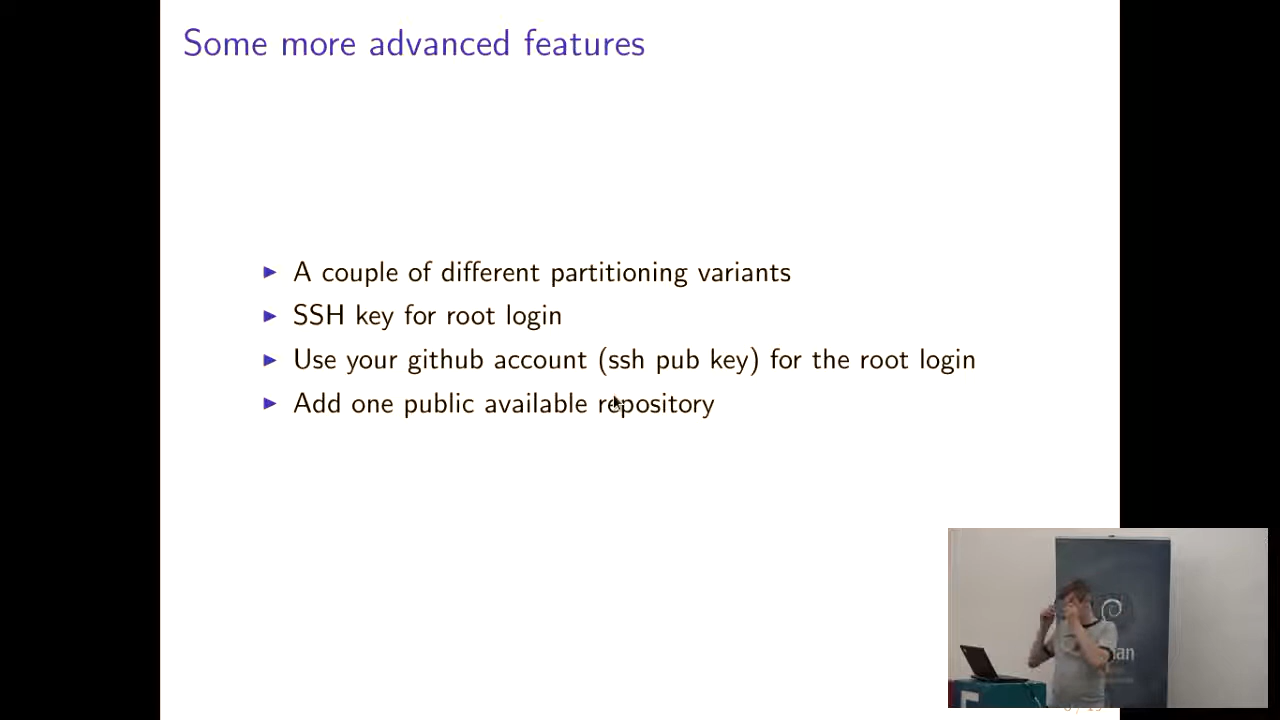 Some more advanced features
A couple of different partitioning variants
SSH key for root login
Use your github account (ssh pub key) for the root login
Add one public available repository